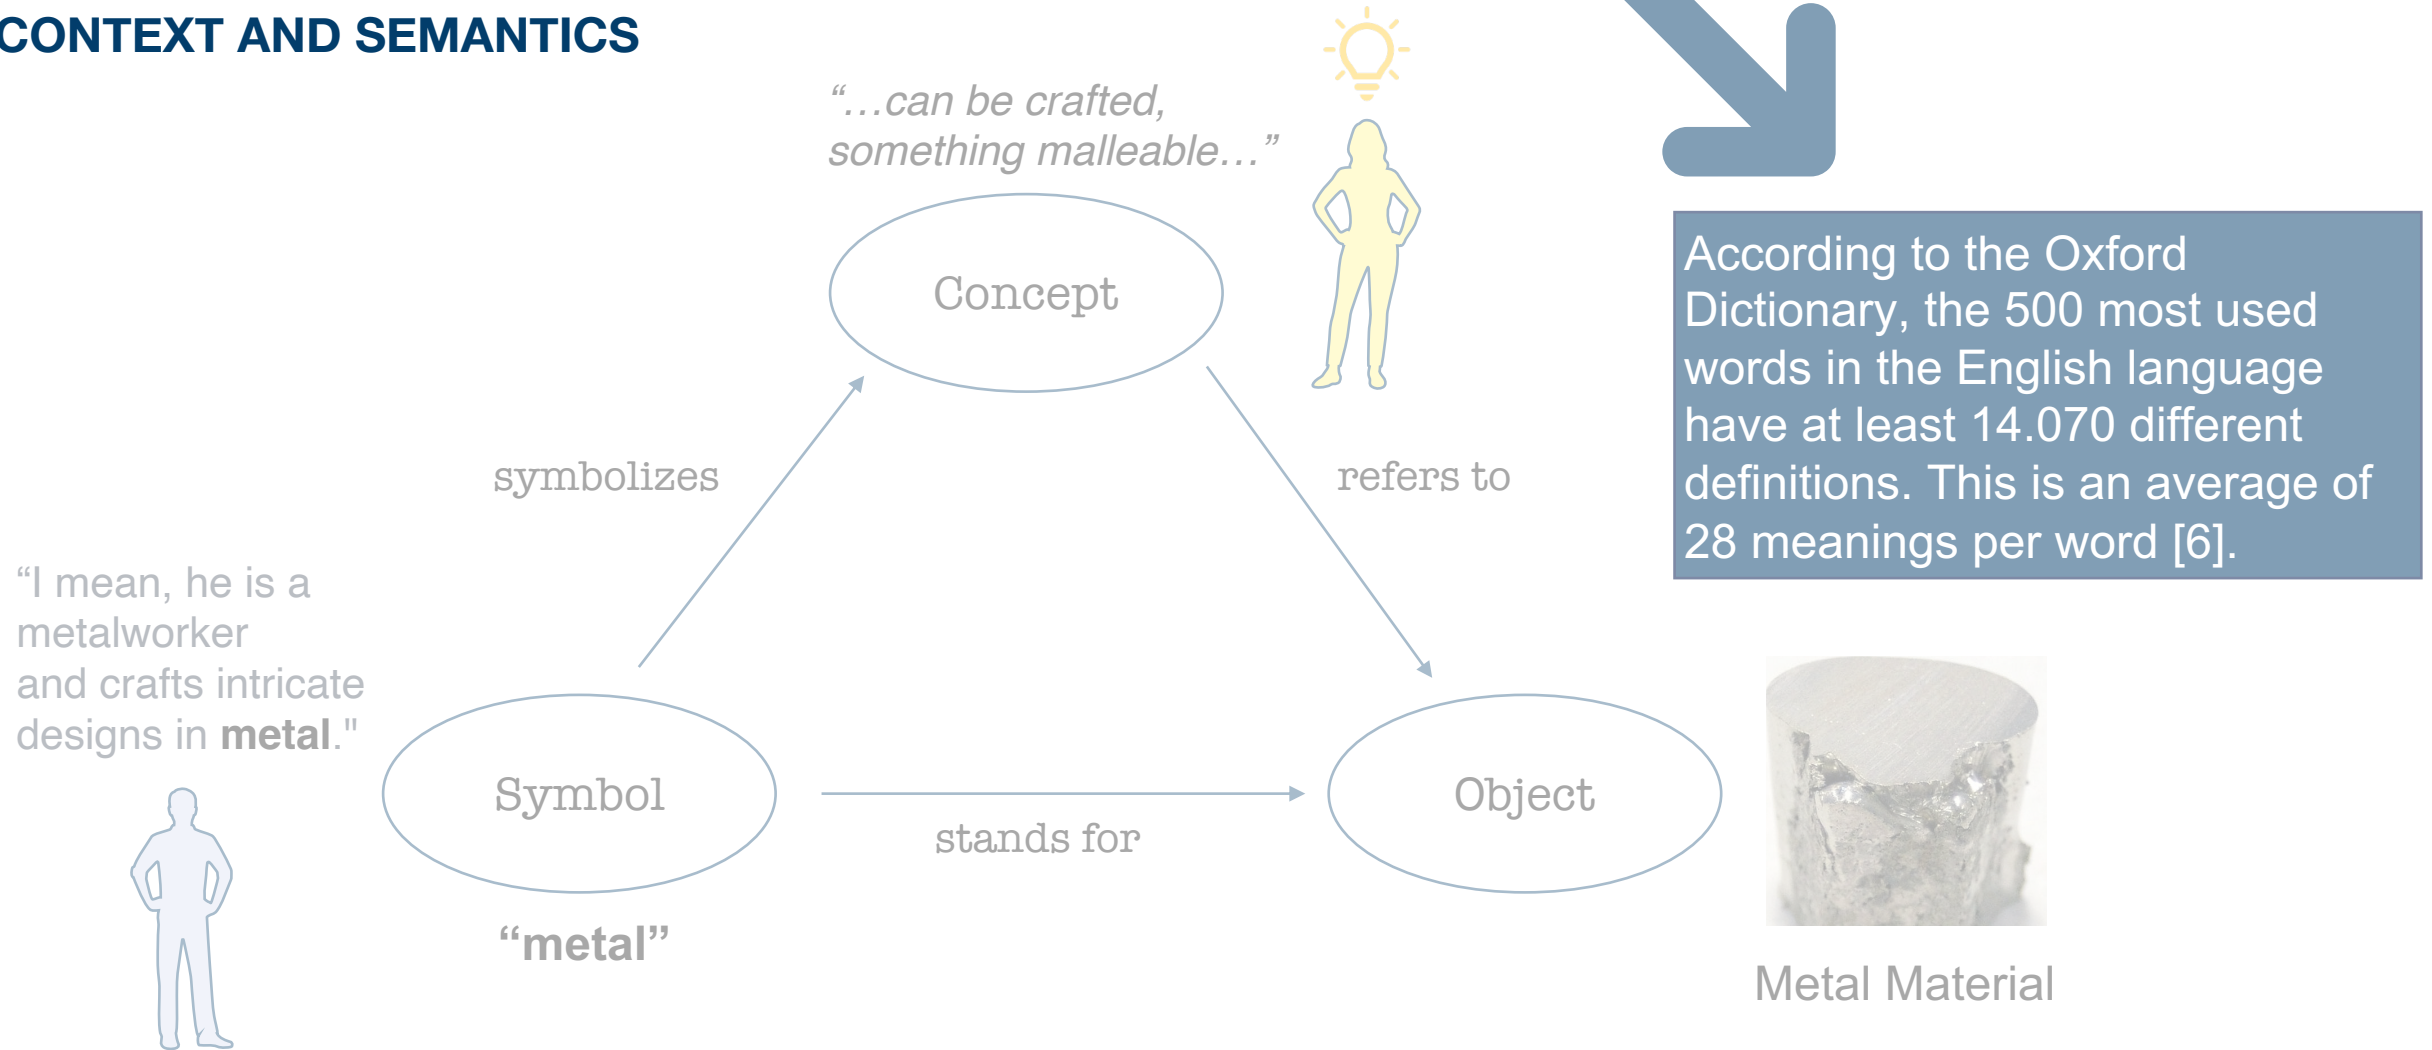 CONTEXT AND SEMANTICS
“…can be crafted,
something malleable…”
Concept
According to the Oxford
Dictionary, the 500 most used
words in the English language
have at least 14.070 different
definitions. This is an average of
28 meanings per word [6].
symbolizes
refers to
“I mean, he is a
metalworker
and crafts intricate
designs in metal."
Symbol
stands for
Object
“metal”
Metal Material